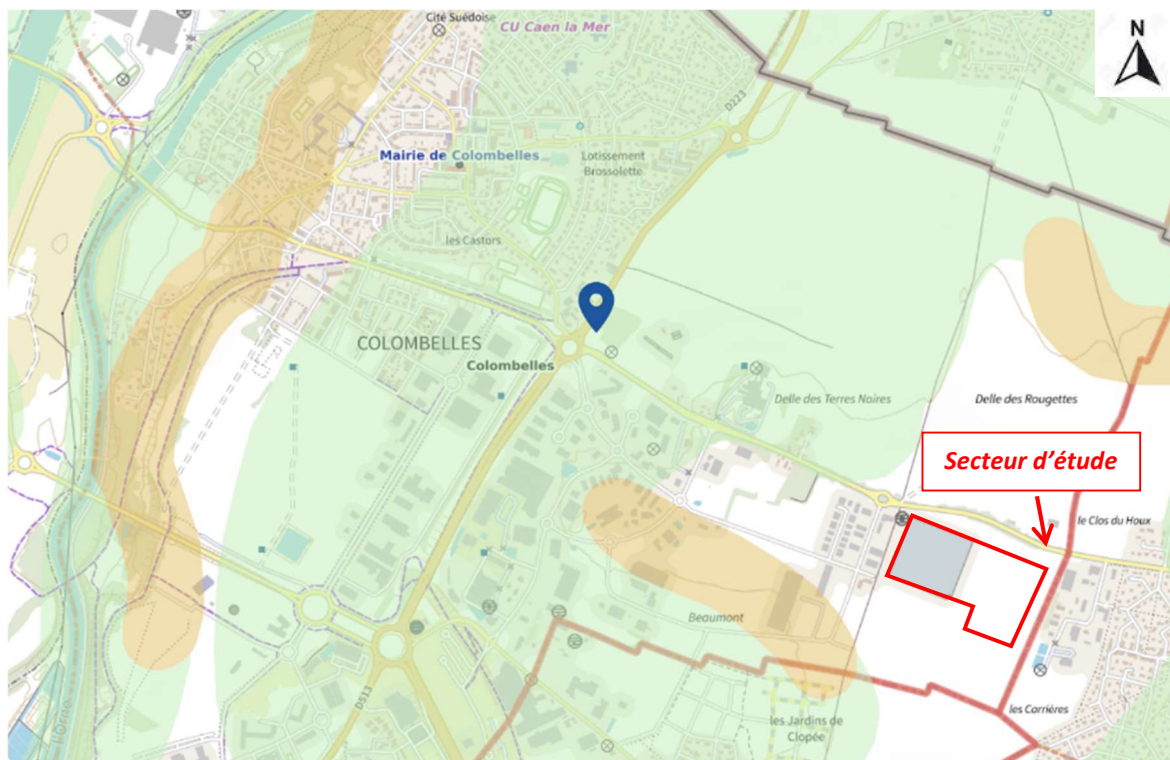 Cité Suédoise
CU Caen la Mer
N
D223
Mairie de Colombelles
Lotissement
Brossolette
les Castors
COLOMBELLES
Colombelles
Delle des Terres Noires
Delle des Rougettes
Secteur d'étude
le Clos du Houx
Beaumont
D513
les Carrières
les Jardins de
Clopée
L'Orne